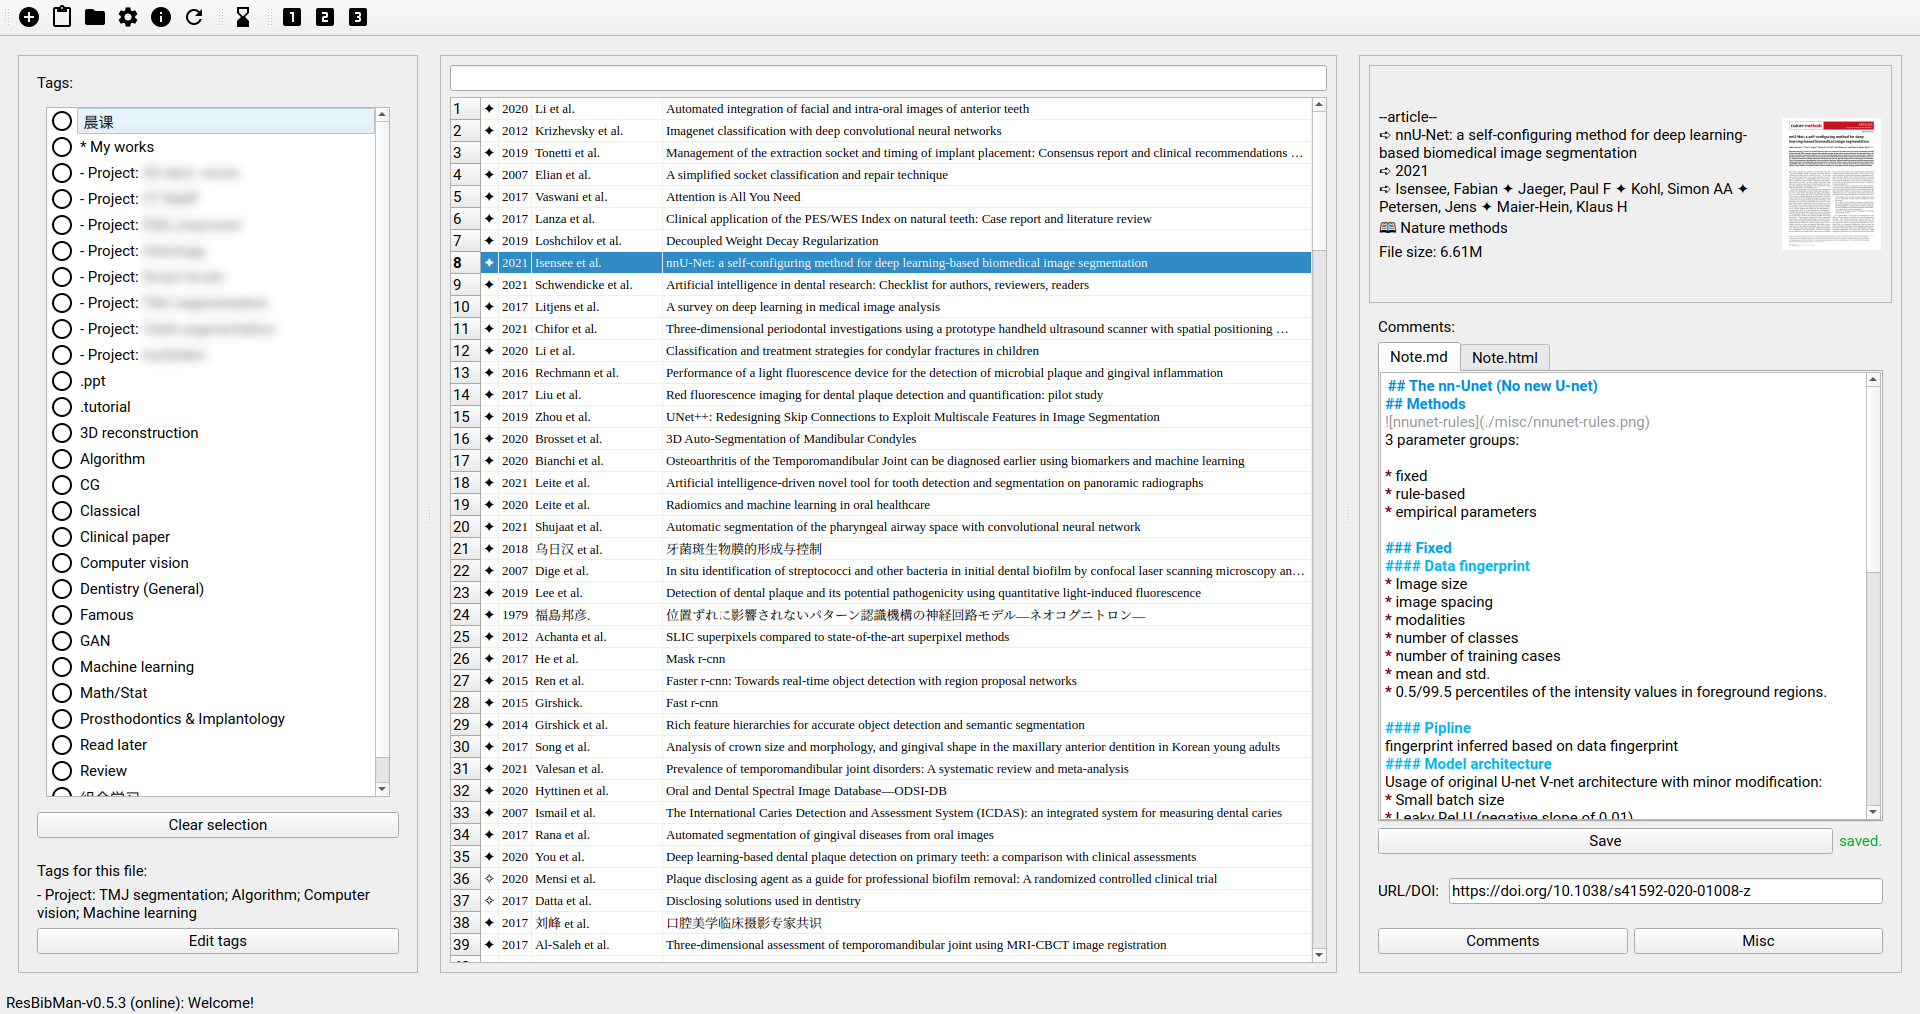 1 2 3
Tags:
晨课
* My works
- Project:
- Project:
- Project:
- Project:
- Project:
- Project:
- Project:
- Project:
.ppt
.tutorial
3D reconstruction
Algorithm
CG
Classical
Clinical paper
Computer vision
Dentistry (General)
Famous
GAN
Machine learning
Math/Stat
Prosthodontics & Implantology
Read later
Review
Clear selection
Tags for this file:
- Project: TMJ segmentation; Algorithm; Computer
vision; Machine learning
Edit tags
1 ✦ 2020 Li et al. Automated integration of facial and intra-oral images of anterior teeth
2 ✦ 2012 Krizhevsky et al. Imagenet classification with deep convolutional neural networks
3 ✦ 2019 Tonetti et al. Management of the extraction socket and timing of implant placement: Consensus report and clinical recommendations …
4 ✦ 2007 Elian et al. A simplified socket classification and repair technique
5 ✦ 2017 Vaswani et al. Attention is All You Need
6 ✦ 2017 Lanza et al. Clinical application of the PES/WES Index on natural teeth: Case report and literature review
7 ✦ 2019 Loshchilov et al. Decoupled Weight Decay Regularization
8 ✦ 2021 Isensee et al. nnU-Net: a self-configuring method for deep learning-based biomedical image segmentation
9 ✦ 2021 Schwendicke et al. Artificial intelligence in dental research: Checklist for authors, reviewers, readers
10 ✦ 2017 Litjens et al. A survey on deep learning in medical image analysis
11 ✦ 2021 Chifor et al. Three-dimensional periodontal investigations using a prototype handheld ultrasound scanner with spatial positioning …
12 ✦ 2020 Li et al. Classification and treatment strategies for condylar fractures in children
13 ✦ 2016 Rechmann et al. Performance of a light fluorescence device for the detection of microbial plaque and gingival inflammation
14 ✦ 2017 Liu et al. Red fluorescence imaging for dental plaque detection and quantification: pilot study
15 ✦ 2019 Zhou et al. UNet++: Redesigning Skip Connections to Exploit Multiscale Features in Image Segmentation
16 ✦ 2020 Brosset et al. 3D Auto-Segmentation of Mandibular Condyles
17 ✦ 2020 Bianchi et al. Osteoarthritis of the Temporomandibular Joint can be diagnosed earlier using biomarkers and machine learning
18 ✦ 2021 Leite et al. Artificial intelligence-driven novel tool for tooth detection and segmentation on panoramic radiographs
19 ✦ 2020 Leite et al. Radiomics and machine learning in oral healthcare
20 ✦ 2021 Shujaat et al. Automatic segmentation of the pharyngeal airway space with convolutional neural network
21 ✦ 2018 乌日汉 et al. 牙菌斑生物膜的形成与控制
22 ✦ 2007 Dige et al. In situ identification of streptococci and other bacteria in initial dental biofilm by confocal laser scanning microscopy an…
23 ✦ 2019 Lee et al. Detection of dental plaque and its potential pathogenicity using quantitative light-induced fluorescence
24 ✦ 1979 福島邦彦. 位置ずれに影響されないパターン認識機構の神経回路モデル—ネオコグニトロン—
25 ✦ 2012 Achanta et al. SLIC superpixels compared to state-of-the-art superpixel methods
26 ✦ 2017 He et al. Mask r-cnn
27 ✦ 2015 Ren et al. Faster r-cnn: Towards real-time object detection with region proposal networks
28 ✦ 2015 Girshick. Fast r-cnn
29 ✦ 2014 Girshick et al. Rich feature hierarchies for accurate object detection and semantic segmentation
30 ✦ 2017 Song et al. Analysis of crown size and morphology, and gingival shape in the maxillary anterior dentition in Korean young adults
31 ✦ 2021 Valesan et al. Prevalence of temporomandibular joint disorders: A systematic review and meta-analysis
32 ✦ 2020 Hyttinen et al. Oral and Dental Spectral Image Database—ODSI-DB
33 ✦ 2007 Ismail et al. The International Caries Detection and Assessment System (ICDAS): an integrated system for measuring dental caries
34 ✦ 2017 Rana et al. Automated segmentation of gingival diseases from oral images
35 ✦ 2020 You et al. Deep learning-based dental plaque detection on primary teeth: a comparison with clinical assessments
36 ✧ 2020 Mensi et al. Plaque disclosing agent as a guide for professional biofilm removal: A randomized controlled clinical trial
37 ✧ 2017 Datta et al. Disclosing solutions used in dentistry
38 ✦ 2017 刘峰 et al. 口腔美学临床摄影专家共识
39 ✦ 2017 Al-Saleh et al. Three-dimensional assessment of temporomandibular joint using MRI-CBCT image registration
--article--
➪ nnU-Net: a self-configuring method for deep learning-
based biomedical image segmentation
➪ 2021
➪ Isensee, Fabian ✦ Jaeger, Paul F ✦ Kohl, Simon AA ✦
Petersen, Jens ✦ Maier-Hein, Klaus H
🕮 Nature methods
File size: 6.61M
Comments:
Note.md Note.html
## The nn-Unet (No new U-net)
## Methods
![nnunet-rules](./misc/nnunet-rules.png)
3 parameter groups:
* fixed
* rule-based
* empirical parameters
### Fixed
#### Data fingerprint
* Image size
* image spacing
* modalities
* number of classes
* number of training cases
* mean and std.
* 0.5/99.5 percentiles of the intensity values in foreground regions.
#### Pipline
fingerprint inferred based on data fingerprint
#### Model architecture
Usage of original U-net V-net architecture with minor modification:
* Small batch size
* Leaky ReLU (negative slope of 0.01)
Save saved.
URL/DOI: https://doi.org/10.1038/s41592-020-01008-z
Comments Misc
ResBibMan-v0.5.3 (online): Welcome!